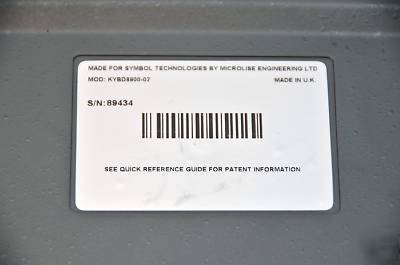 MADE FOR SYMBOL TECHNOLOGIES BY MICROLISE ENGINEERING LTD
MOD: KYBD8900-02 MADE IN U.K.
S/N: 89434
SEE QUICK REFERENCE GUIDE FOR PATENT INFORMATION